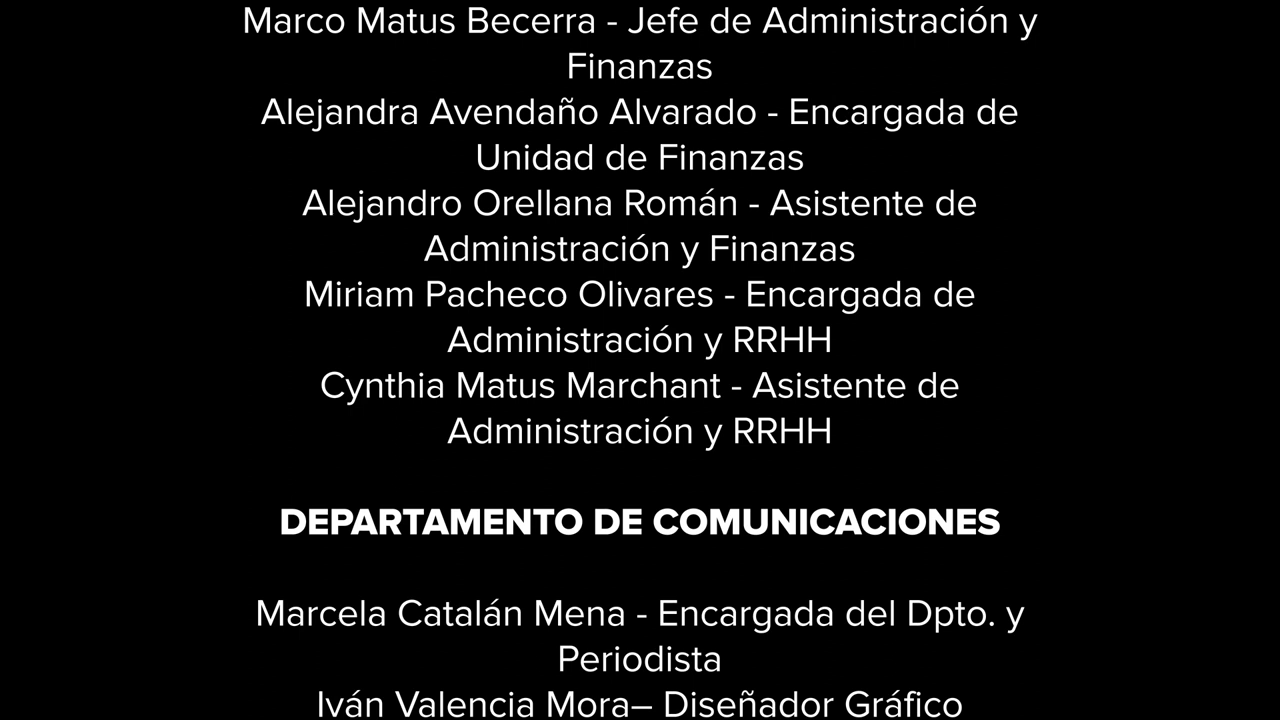 Marco Matus Becerra - Jefe de Administración y
Finanzas
Alejandra Avendaño Alvarado - Encargada de
Unidad de Finanzas
Alejandro Orellana Román - Asistente de
Administración y Finanzas
Miriam Pacheco Olivares - Encargada de
Administración y RRHH
Cynthia Matus Marchant - Asistente de
Administración y RRHH
DEPARTAMENTO DE COMUNICACIONES
Marcela Catalán Mena - Encargada del Dpto. y
Periodista
Iván Valencia Mora– Diseñador Gráfico